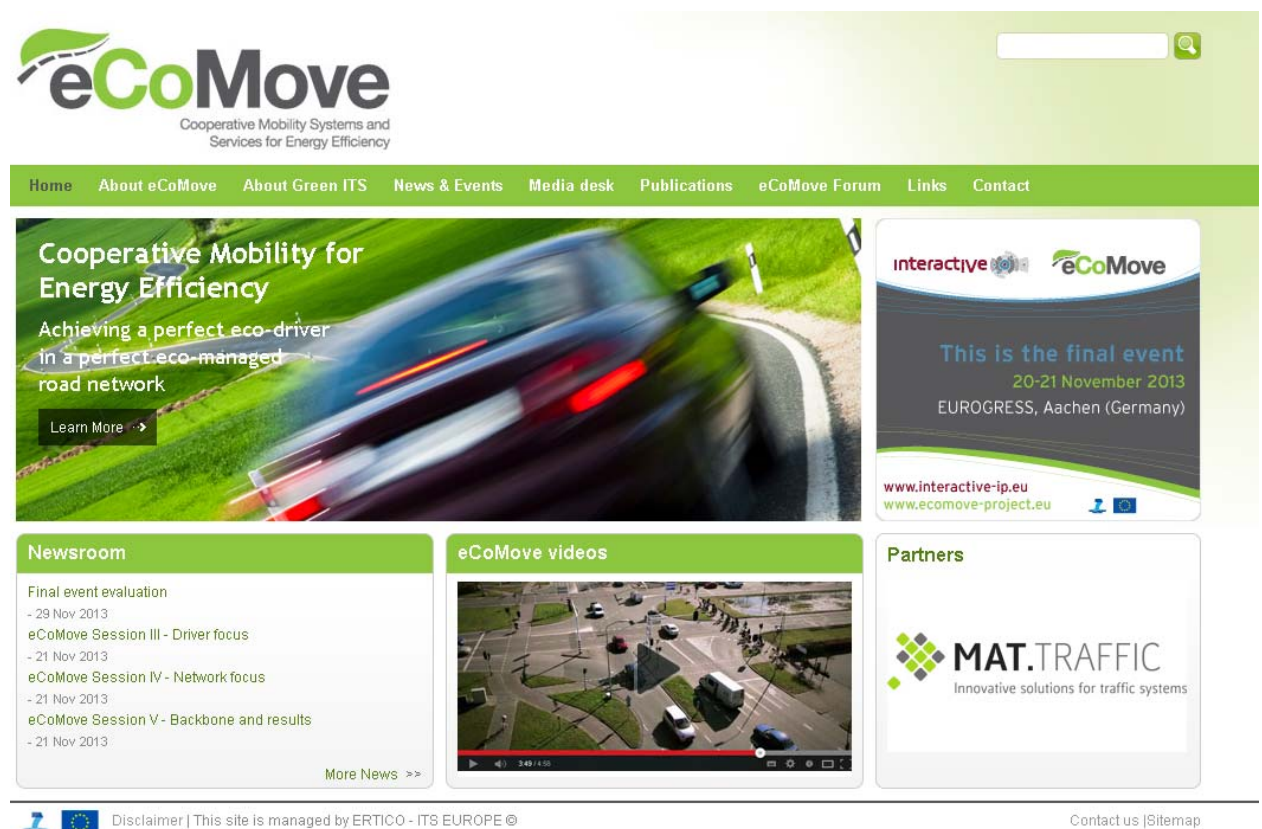 eCoMove
Cooperative Mobility Systems and
Services for Energy Efficiency
Home About eCoMove About Green ITS News & Events Media desk Publications eCoMove Forum Links Contact
Cooperative Mobility for
Energy Efficiency
Achieving a perfect eco-driver
in a perfect eco-managed
road network
Learn More
interactive eCoMove
This is the final event
20-21 November 2013
EUROGRESS, Aachen (Germany)
www.interactive-ip.eu
www.ecomove-project.eu
Newsroom
Final event evaluation
- 29 Nov 2013
eCoMove Session III - Driver focus
- 21 Nov 2013
eCoMove Session IV - Network focus
- 21 Nov 2013
eCoMove Session V - Backbone and results
- 21 Nov 2013
More News >>
eCoMove videos
3:49 / 4:58
Partners
MAT.TRAFFIC
Innovative solutions for traffic systems
Disclaimer | This site is managed by ERTICO - ITS EUROPE ©
Contact us |Sitemap